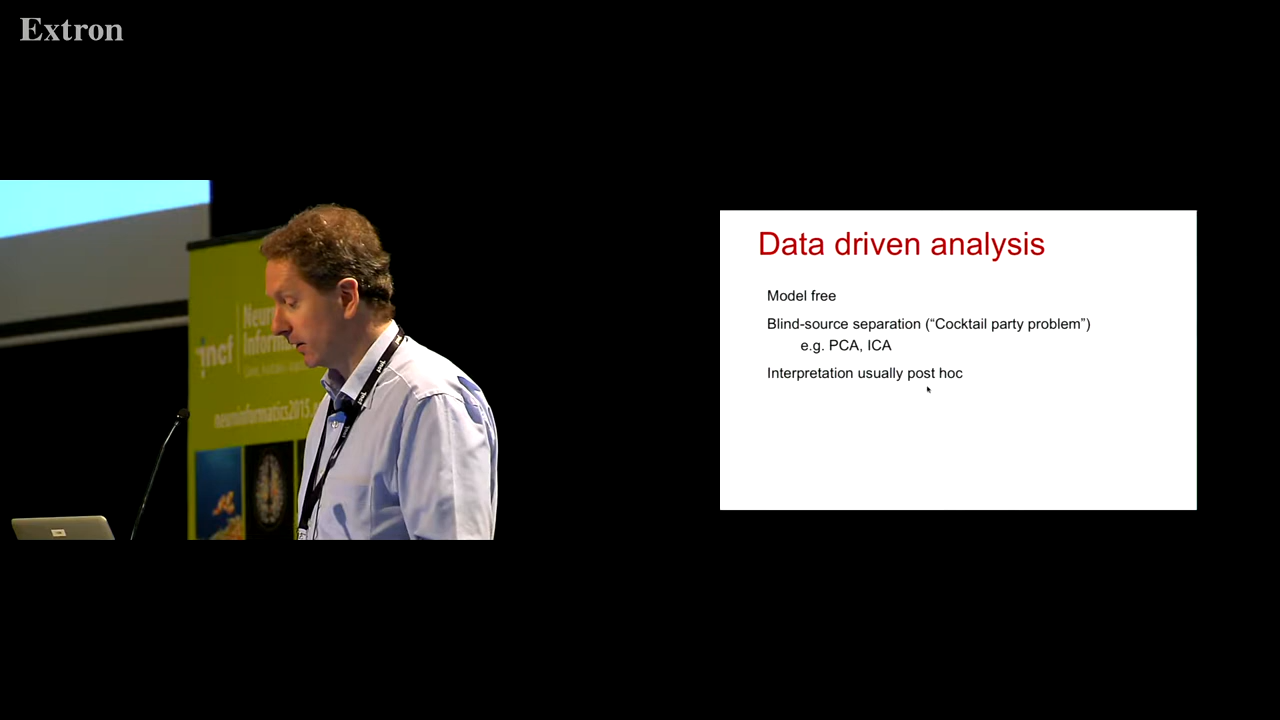 Extron
Data driven analysis
Model free
Blind-source separation (“Cocktail party problem”)
e.g. PCA, ICA
Interpretation usually post hoc
incf
neuroinformatics2015